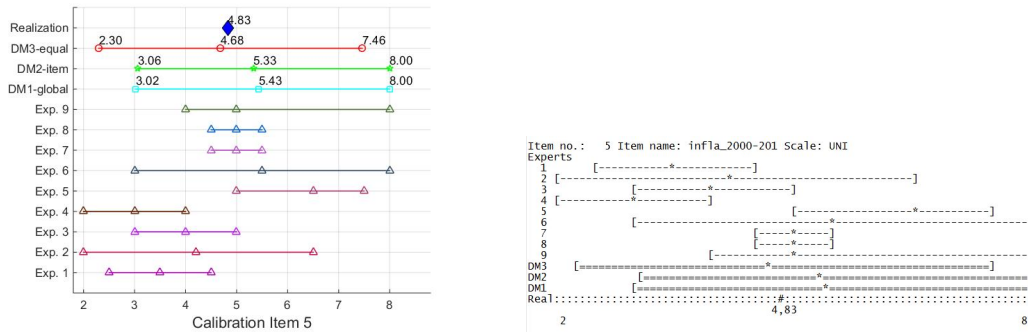 4.83
Realization
2.30 4.68 7.46
DM3-equal
3.06 5.33 8.00
DM2-item
3.02 5.43 8.00
DM1-global
Exp. 9
Exp. 8
Exp. 7
Exp. 6
Exp. 5
Exp. 4
Exp. 3
Exp. 2
Exp. 1
2 3 4 5 6 7 8
Calibration Item 5
Item no.: 5 Item name: infla_2000-201 Scale: UNI
Experts
1 [-----------*------------]
2 [--------------------------*----------------------------]
3 [-----------*------------]
4 [-----------*-----------]
5 [------------------*-----------]
6 [------------------------------*------------------------------
7 [-----*-----]
8 [-----*-----]
9 [------------*------------------------------------
DM3 [=============================*==================================]
DM2 [===========================*================================
DM1 [=============================*===============================
Real:::::::::::::::::::::::::::::::::::#::::::::::::::::::::::::::::::::::::::
4,83
2 8